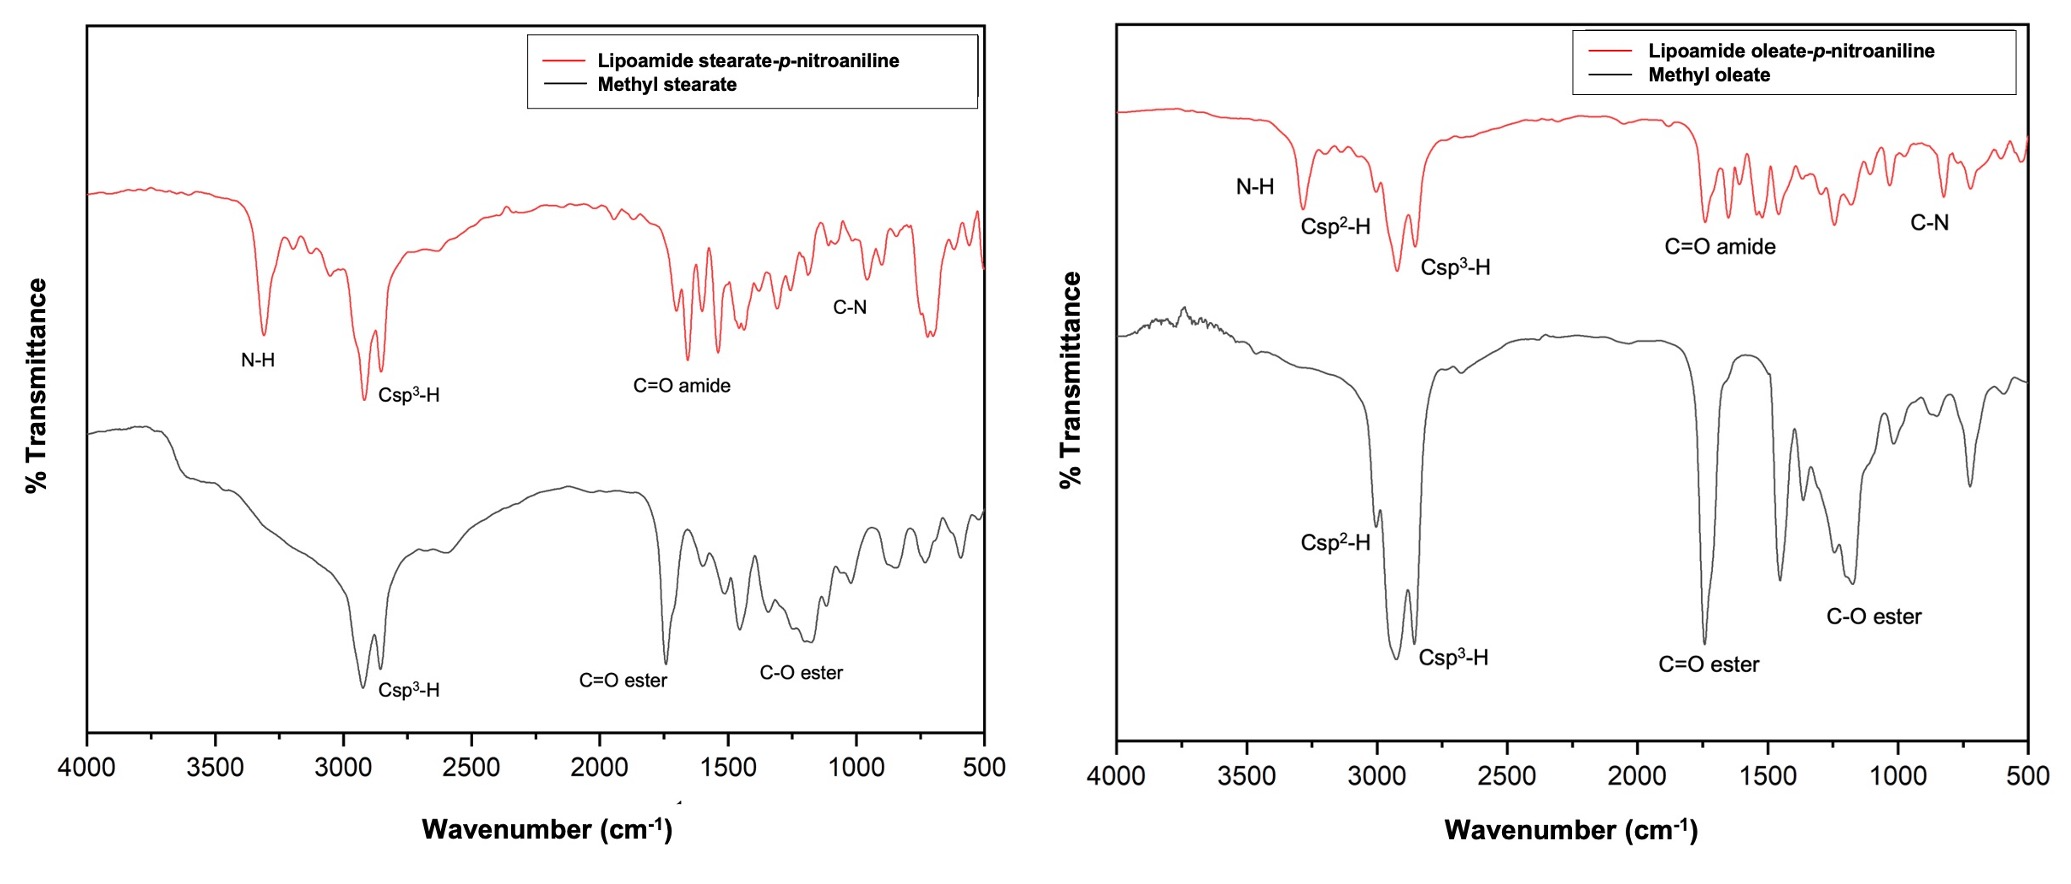 Lipoamide stearate-p-nitroaniline
Methyl stearate
N-H
Csp³-H
C=O amide
C-N
Csp³-H
C=O ester
C-O ester
% Transmittance
4000 3500 3000 2500 2000 1500 1000 500
Wavenumber (cm⁻¹)
Lipoamide oleate-p-nitroaniline
Methyl oleate
N-H
Csp²-H
Csp³-H
C=O amide
C-N
Csp²-H
Csp³-H
C=O ester
C-O ester
% Transmittance
4000 3500 3000 2500 2000 1500 1000 500
Wavenumber (cm⁻¹)